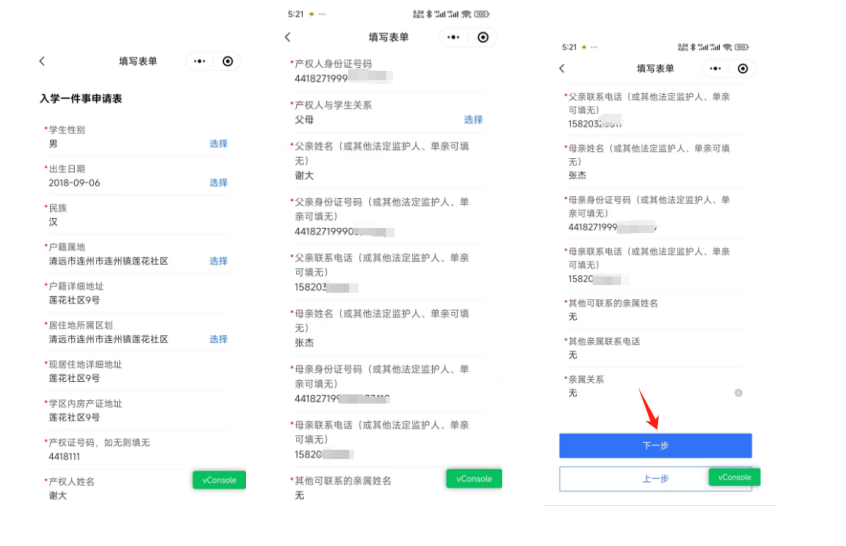 填写表单
入学一件事申请表
*学生性别
男
选择
*出生日期
2018-09-06
选择
*民族
汉
*户籍属地
清远市连州市连州镇莲花社区
选择
*户籍详细地址
莲花社区9号
*居住地所属区划
清远市连州市连州镇莲花社区
选择
*现居住地详细地址
莲花社区9号
*学区内房产证地址
莲花社区9号
*产权证号码，如无则填无
4418111
*产权人姓名
谢大
vConsole
5:21
填写表单
*产权人身份证号码
4418271999
*产权人与学生关系
父母
选择
*父亲姓名（或其他法定监护人、单亲可填
无）
谢大
*父亲身份证号码（或其他法定监护人、单
亲可填无）
441827199
*父亲联系电话（或其他法定监护人、单亲
可填无）
158203
*母亲姓名（或其他法定监护人、单亲可填
无）
张杰
*母亲身份证号码（或其他法定监护人、单
亲可填无）
44182719
*母亲联系电话（或其他法定监护人、单亲
可填无）
15820
*其他可联系的亲属姓名
无
vConsole
5:21
填写表单
*父亲联系电话（或其他法定监护人、单亲
可填无）
1582032
*母亲姓名（或其他法定监护人、单亲可填
无）
张杰
*母亲身份证号码（或其他法定监护人、单
亲可填无）
4418271999
*母亲联系电话（或其他法定监护人、单亲
可填无）
15820
*其他可联系的亲属姓名
无
*其他亲属联系电话
无
*亲属关系
无
下一步
上一步
vConsole